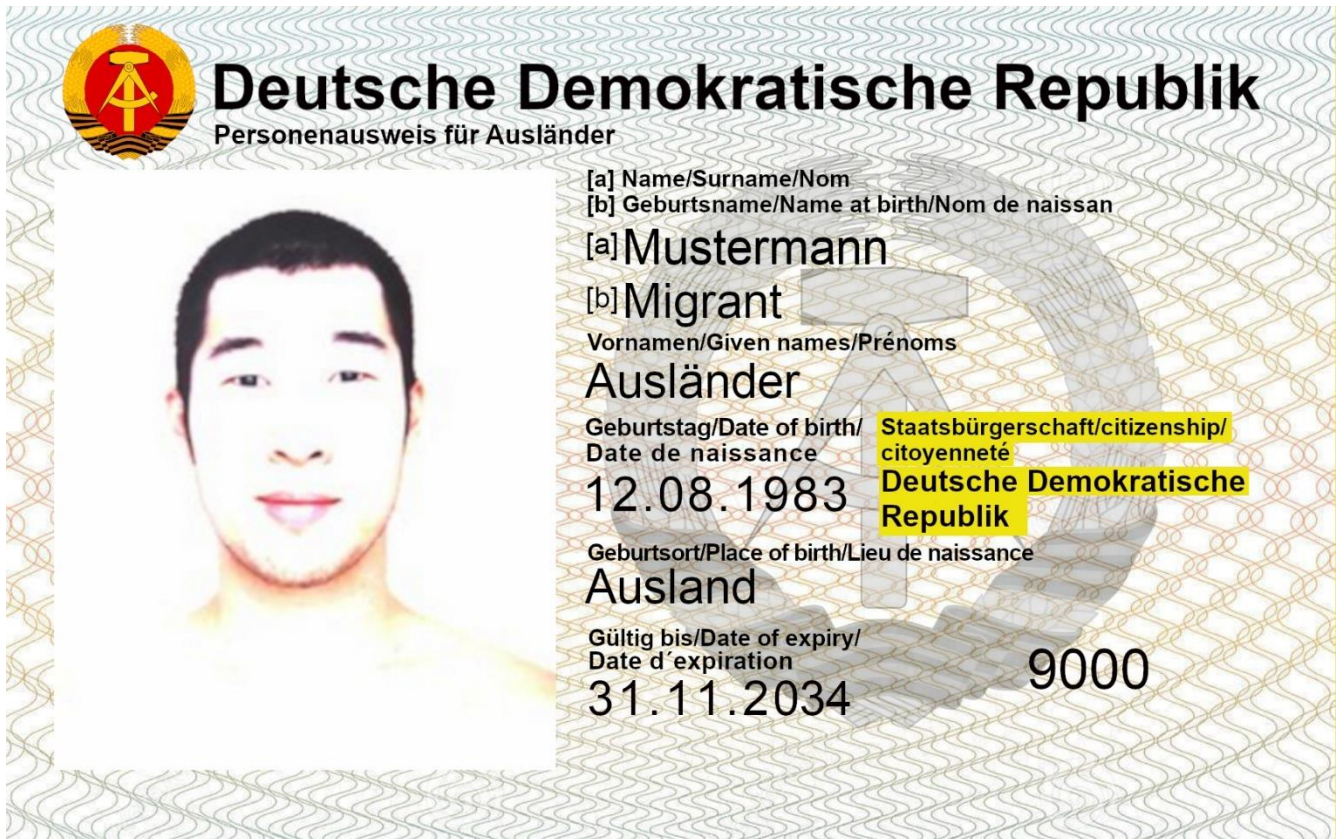 Deutsche Demokratische Republik
Personenausweis für Ausländer
[a] Name/Surname/Nom
[b] Geburtsname/Name at birth/Nom de naissan
[a] Mustermann
[b] Migrant
Vornamen/Given names/Prénoms
Ausländer
Geburtstag/Date of birth/
Date de naissance
12.08.1983
Staatsbürgerschaft/citizenship/
citoyenneté
Deutsche Demokratische
Republik
Geburtsort/Place of birth/Lieu de naissance
Ausland
Gültig bis/Date of expiry/
Date d´expiration
31.11.2034
9000